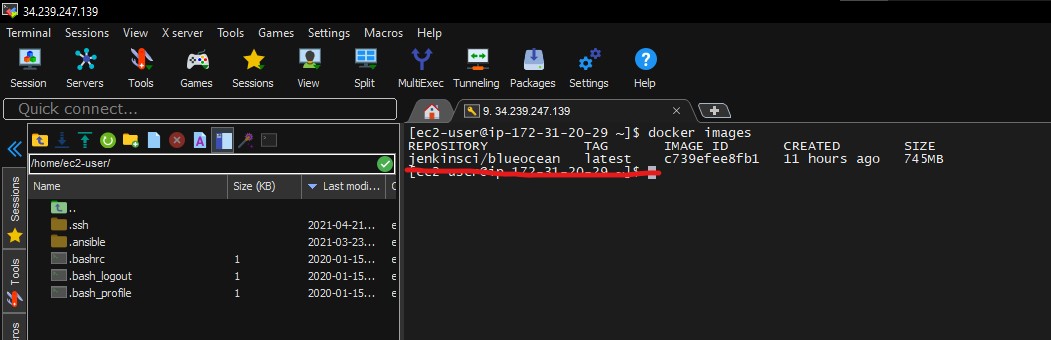 34.239.247.139
Terminal Sessions View X server Tools Games Settings Macros Help
Session Servers Tools Games Sessions View Split MultiExec Tunneling Packages Settings Help
Quick connect...
9. 34.239.247.139
/home/ec2-user/
Name Size (KB) Last modi...
..
.ssh 2021-04-21...
.ansible 2021-03-23...
.bashrc 1 2020-01-15...
.bash_logout 1 2020-01-15...
.bash_profile 1 2020-01-15...
Sessions
Tools
[ec2-user@ip-172-31-20-29 ~]$ docker images
REPOSITORY TAG IMAGE ID CREATED SIZE
jenkinsci/blueocean latest c739efee8fb1 11 hours ago 745MB
[ec2-user@ip-172-31-20-29 ~]$